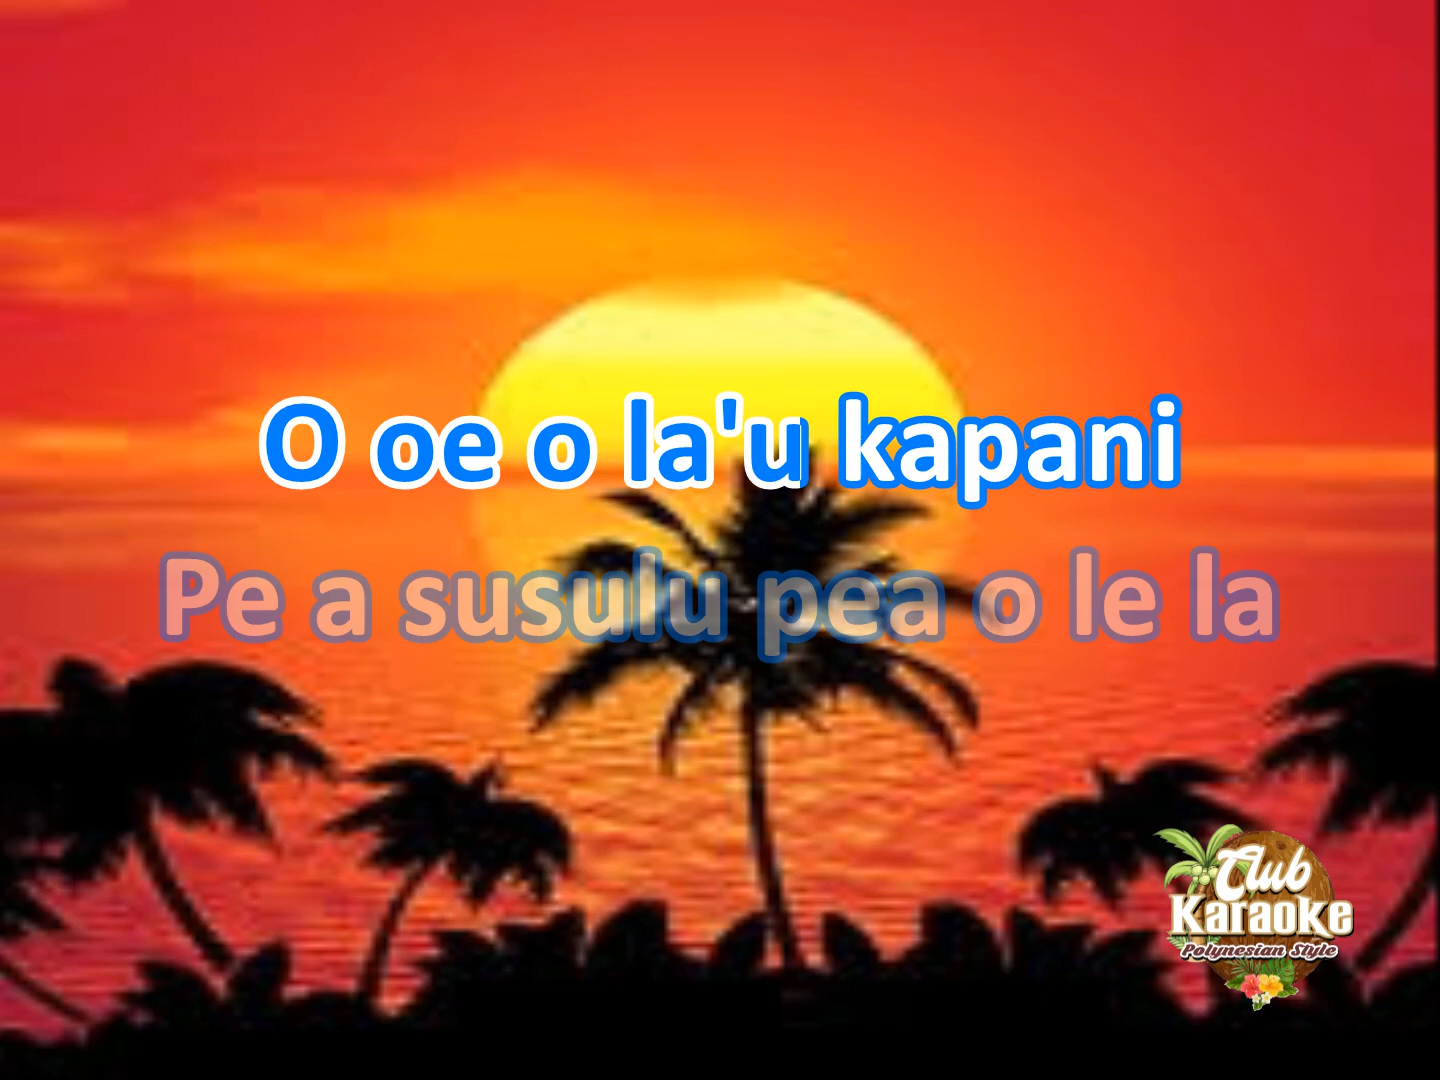 O oe o la'u kapani
Pe a susulu pea o le la
Club
Karaoke
Polynesian Style